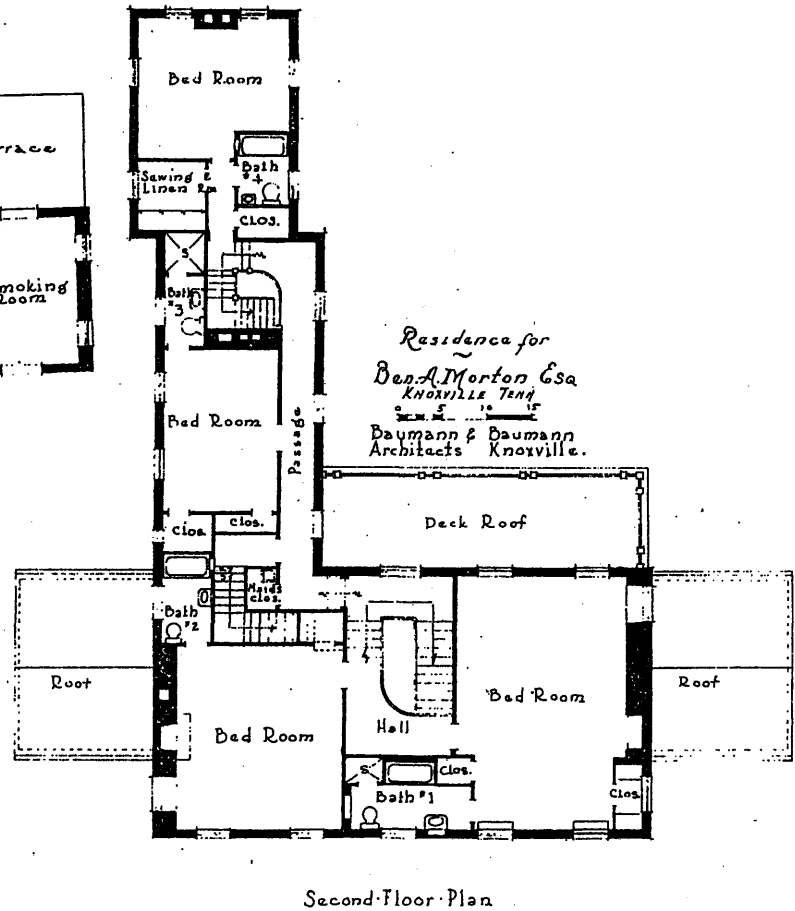 Bed Room
rrace
Sewing &
Linen Rm
Bath
#4
Clos.
S
moking
Room
Bath
#3
Residence for
Ben. A. Morton Esq
Knoxville Tenn
0 5 10 15
Baumann & Baumann
Architects Knoxville.
Bed Room
Passage
Clos.
Clos.
Deck Roof
Maids
Clos.
Bath
#2
Roof
Bed Room
Hall
Bed Room
Roof
S
Clos.
Bath #1
Clos.
Second·Floor·Plan